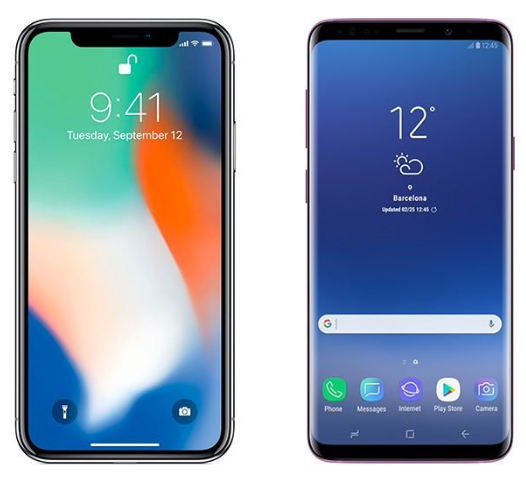 9:41
Tuesday, September 12
12:45
12°
Barcelona
Updated 02/25 12:45
G
Phone
Messages
Internet
Play Store
Camera